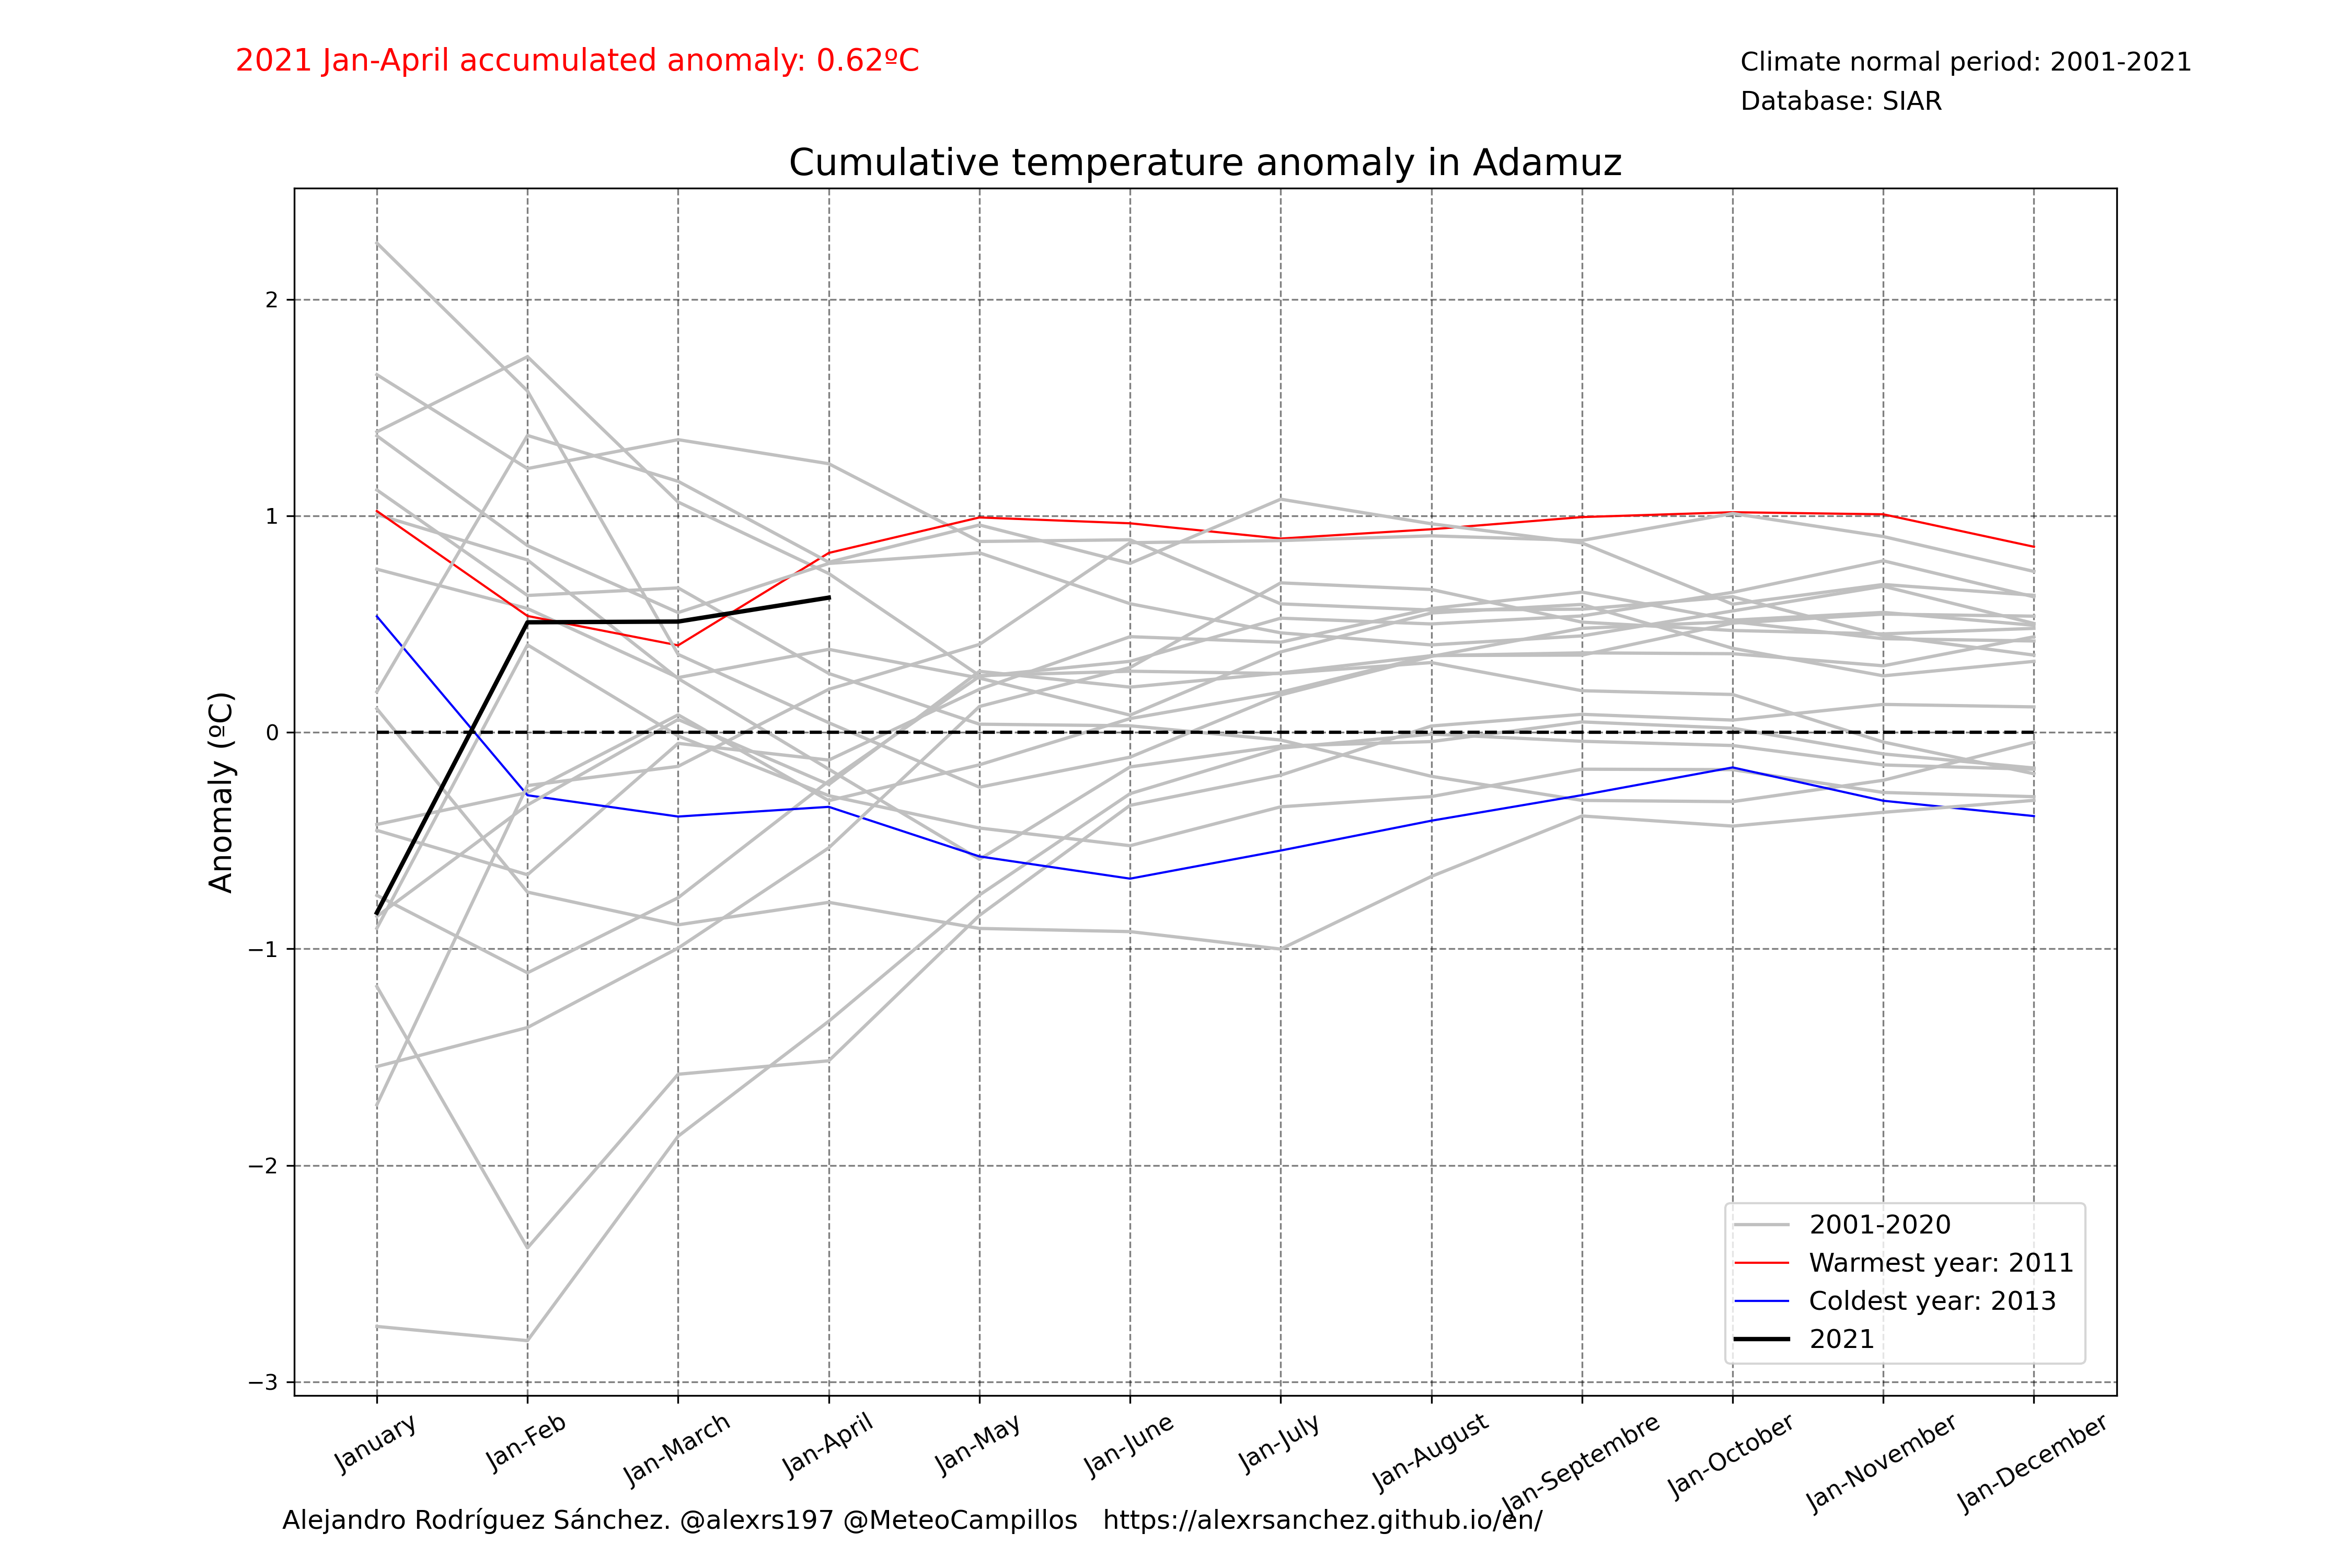 2021 Jan-April accumulated anomaly: 0.62ºC
Climate normal period: 2001-2021
Database: SIAR
Cumulative temperature anomaly in Adamuz
Anomaly (ºC)
2
1
0
−1
−2
−3
2001-2020
Warmest year: 2011
Coldest year: 2013
2021
January
Jan-Feb
Jan-March
Jan-April
Jan-May
Jan-June
Jan-July
Jan-August
Jan-Septembre
Jan-October
Jan-November
Jan-December
Alejandro Rodríguez Sánchez. @alexrs197 @MeteoCampillos   https://alexrsanchez.github.io/en/